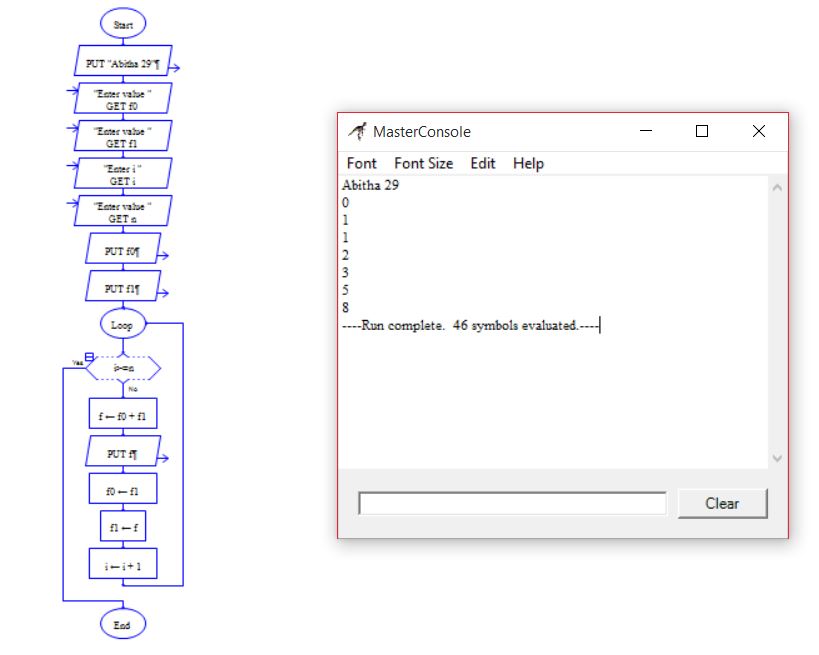 Start
PUT "Abitha 29"¶
"Enter value "
GET f0
"Enter value "
GET f1
"Enter i "
GET i
"Enter value "
GET n
PUT f0¶
PUT f1¶
Loop
Yes
i>=n
No
f ← f0 + f1
PUT f¶
f0 ← f1
f1 ← f
i ← i + 1
End
MasterConsole
Font Font Size Edit Help
Abitha 29
0
1
1
2
3
5
8
----Run complete. 46 symbols evaluated.----
Clear